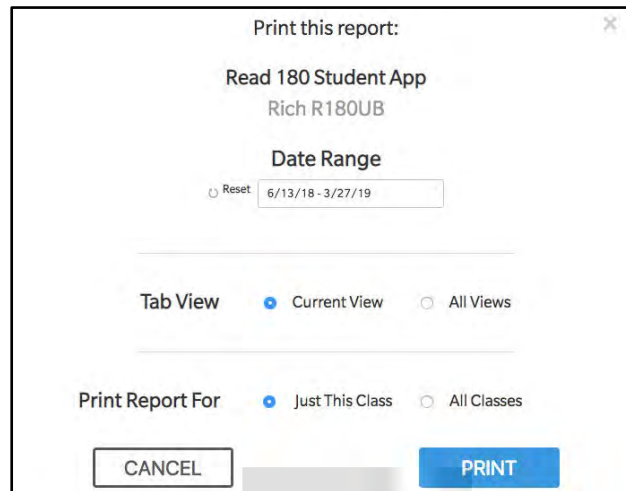 Print this report:
Read 180 Student App
Rich R180UB
Date Range
Reset 6/13/18 - 3/27/19
Tab View Current View All Views
Print Report For Just This Class All Classes
CANCEL PRINT